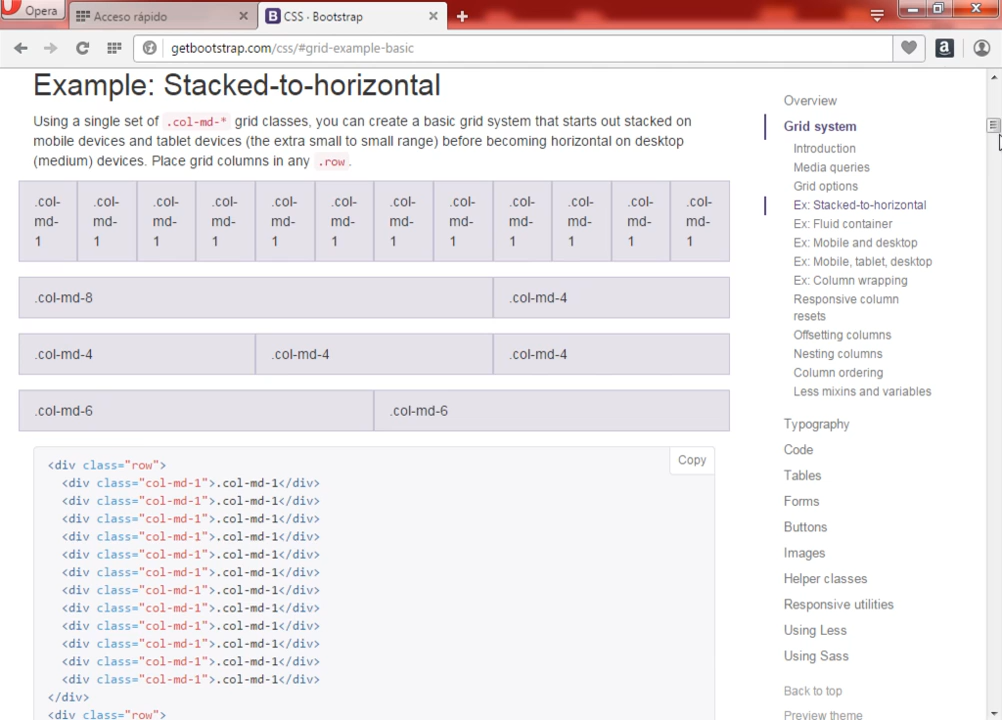 Opera
Acceso rápido
CSS · Bootstrap
getbootstrap.com/css/#grid-example-basic
Example: Stacked-to-horizontal
Using a single set of .col-md-* grid classes, you can create a basic grid system that starts out stacked on
mobile devices and tablet devices (the extra small to small range) before becoming horizontal on desktop
(medium) devices. Place grid columns in any .row.
.col- .col- .col- .col- .col- .col- .col- .col- .col- .col- .col- .col-
md- md- md- md- md- md- md- md- md- md- md- md-
1 1 1 1 1 1 1 1 1 1 1 1
.col-md-8 .col-md-4
.col-md-4 .col-md-4 .col-md-4
.col-md-6 .col-md-6
Copy
<div class="row">
<div class="col-md-1">.col-md-1</div>
<div class="col-md-1">.col-md-1</div>
<div class="col-md-1">.col-md-1</div>
<div class="col-md-1">.col-md-1</div>
<div class="col-md-1">.col-md-1</div>
<div class="col-md-1">.col-md-1</div>
<div class="col-md-1">.col-md-1</div>
<div class="col-md-1">.col-md-1</div>
<div class="col-md-1">.col-md-1</div>
<div class="col-md-1">.col-md-1</div>
<div class="col-md-1">.col-md-1</div>
<div class="col-md-1">.col-md-1</div>
</div>
<div class="row">
Overview
Grid system
Introduction
Media queries
Grid options
Ex: Stacked-to-horizontal
Ex: Fluid container
Ex: Mobile and desktop
Ex: Mobile, tablet, desktop
Ex: Column wrapping
Responsive column
resets
Offsetting columns
Nesting columns
Column ordering
Less mixins and variables
Typography
Code
Tables
Forms
Buttons
Images
Helper classes
Responsive utilities
Using Less
Using Sass
Back to top
Preview theme